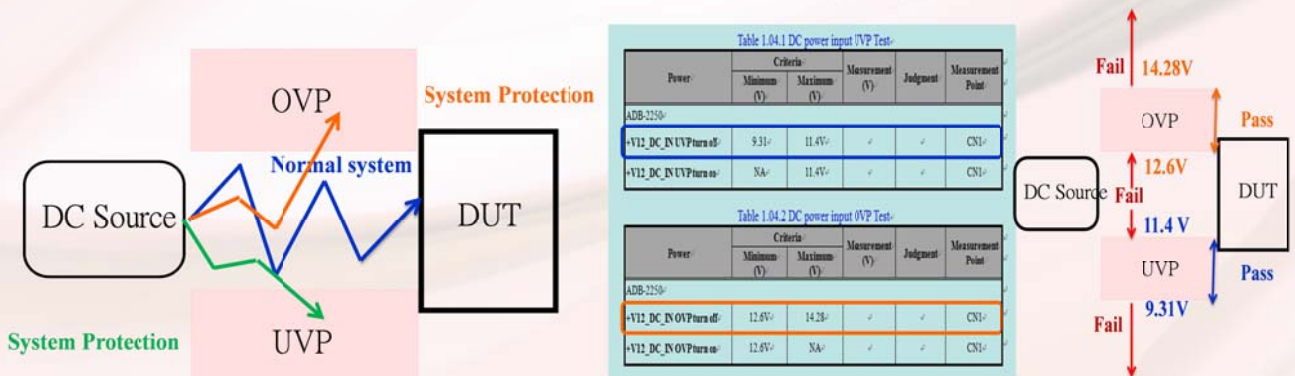 OVP
System Protection
Normal system
DC Source
DUT
UVP
System Protection
Table 1.04.1 DC power input UVP Test
Power Criteria Measurement (V) Judgment Measurement Point
Minimum (V) Maximum (V)
ADB-2250
+V12_DC_IN UVP turn off 9.31 11.4V CN1
+V12_DC_IN UVP turn on NA 11.4V CN1
Table 1.04.2 DC power input OVP Test
Power Criteria Measurement (V) Judgment Measurement Point
Minimum (V) Maximum (V)
ADB-2250
+V12_DC_IN OVP turn off 12.6V 14.28 CN1
+V12_DC_IN OVP turn on 12.6V NA CN1
Fail 14.28V
OVP Pass
12.6V
DC Source Fail DUT
11.4 V
UVP Pass
9.31V
Fail